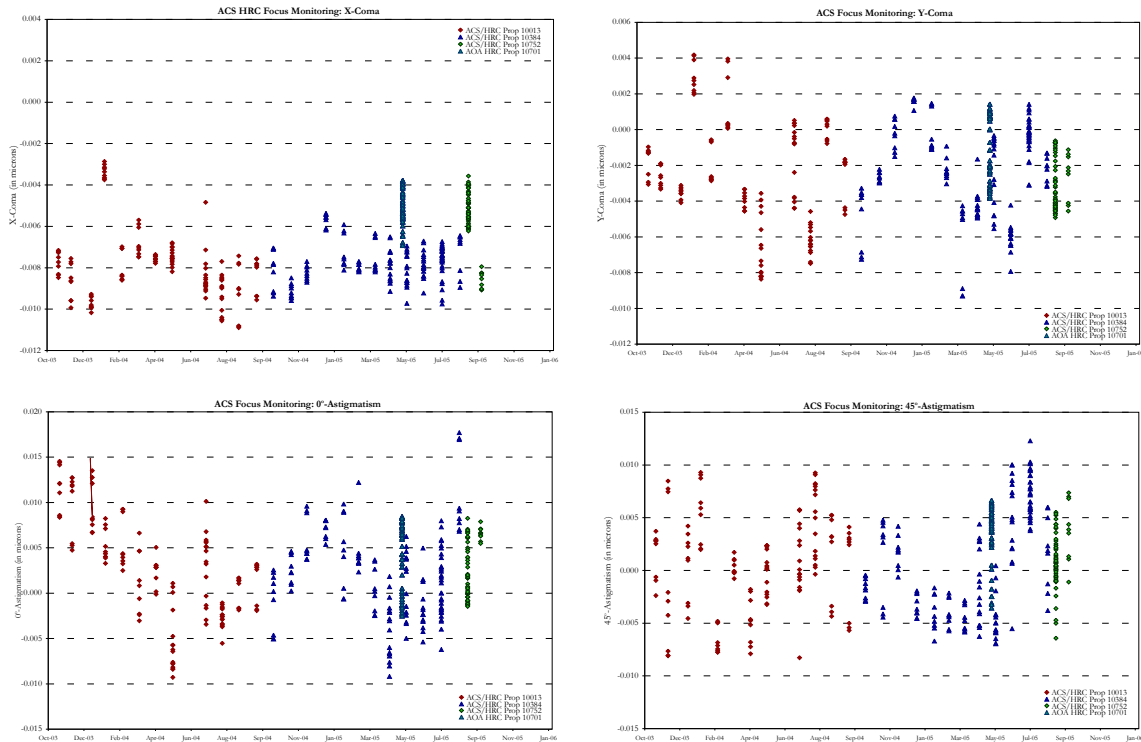 ACS HRC Focus Monitoring: X-Coma
X-Coma (in microns)
0.004
0.002
0.000
-0.002
-0.004
-0.006
-0.008
-0.010
-0.012
ACS/HRC Prop 10013
ACS/HRC Prop 10384
ACS/HRC Prop 10752
AOA HRC Prop 10701
Oct-03 Dec-03 Feb-04 Apr-04 Jun-04 Aug-04 Sep-04 Nov-04 Jan-05 Mar-05 May-05 Jul-05 Sep-05 Nov-05 Jan-06
ACS Focus Monitoring: Y-Coma
Y-Coma (in microns)
0.006
0.004
0.002
0.000
-0.002
-0.004
-0.006
-0.008
-0.010
-0.012
ACS/HRC Prop 10013
ACS/HRC Prop 10384
ACS/HRC Prop 10752
AOA HRC Prop 10701
Oct-03 Dec-03 Feb-04 Apr-04 Jun-04 Aug-04 Sep-04 Nov-04 Jan-05 Mar-05 May-05 Jul-05 Sep-05 Nov-05 Jan-0
ACS Focus Monitoring: 0°-Astigmatism
0°-Astigmatism (in microns)
0.020
0.015
0.010
0.005
0.000
-0.005
-0.010
-0.015
ACS/HRC Prop 10013
ACS/HRC Prop 10384
ACS/HRC Prop 10752
AOA HRC Prop 10701
Oct-03 Dec-03 Feb-04 Apr-04 Jun-04 Aug-04 Sep-04 Nov-04 Jan-05 Mar-05 May-05 Jul-05 Sep-05 Nov-05 Jan-06
ACS Focus Monitoring: 45°-Astigmatism
45°-Astigmatism (in microns)
0.015
0.010
0.005
0.000
-0.005
-0.010
-0.015
ACS/HRC Prop 10013
ACS/HRC Prop 10384
ACS/HRC Prop 10752
AOA HRC Prop 10701
Oct-03 Dec-03 Feb-04 Apr-04 Jun-04 Aug-04 Sep-04 Nov-04 Jan-05 Mar-05 May-05 Jul-05 Sep-05 Nov-05 Jan-0